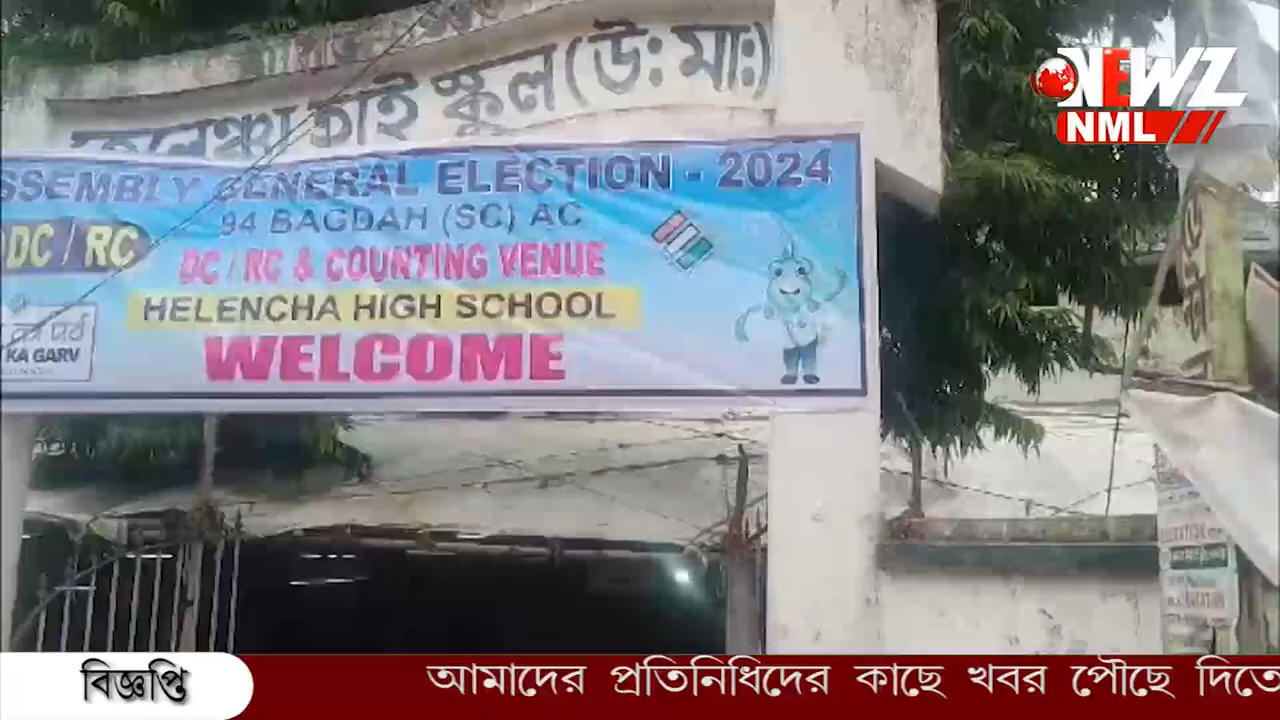 হাই স্কুল (উঃ মাঃ)
NEWZ
NML
ASSEMBLY GENERAL ELECTION - 2024
94 BAGDAH (SC) AC
DC / RC
DC / RC & COUNTING VENUE
HELENCHA HIGH SCHOOL
KA GARV
WELCOME
বিজ্ঞপ্তি
আমাদের প্রতিনিধিদের কাছে খবর পৌছে দিতে